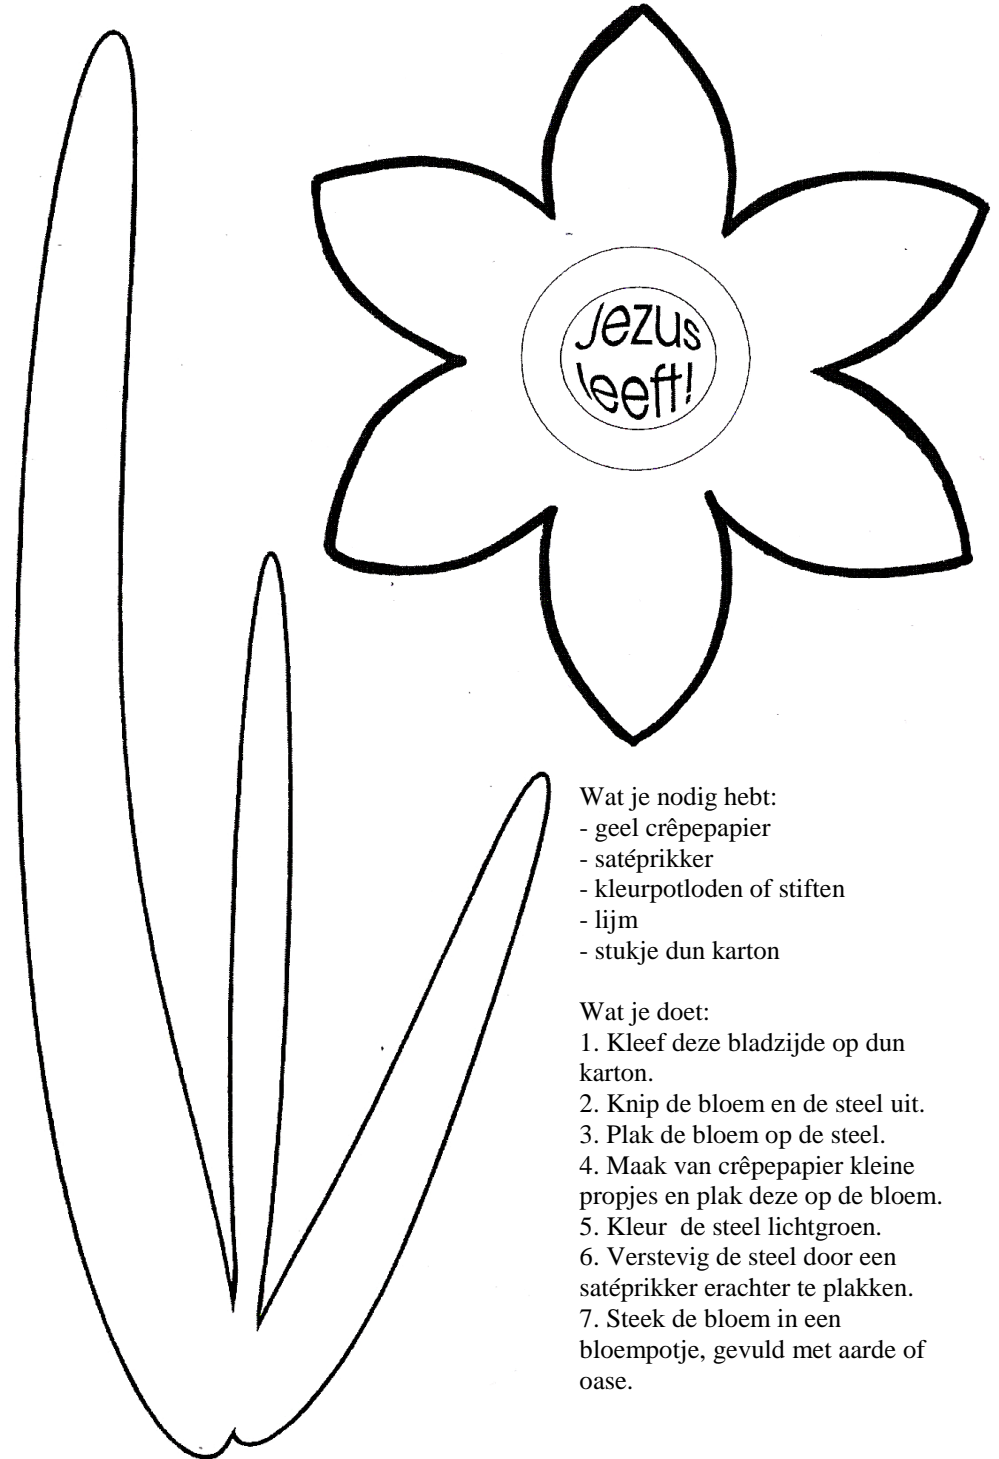 Jezus
leeft!
Wat je nodig hebt:
- geel crêpepapier
- satéprikker
- kleurpotloden of stiften
- lijm
- stukje dun karton
Wat je doet:
1. Kleef deze bladzijde op dun
karton.
2. Knip de bloem en de steel uit.
3. Plak de bloem op de steel.
4. Maak van crêpepapier kleine
propjes en plak deze op de bloem.
5. Kleur  de steel lichtgroen.
6. Verstevig de steel door een
satéprikker erachter te plakken.
7. Steek de bloem in een
bloempotje, gevuld met aarde of
oase.